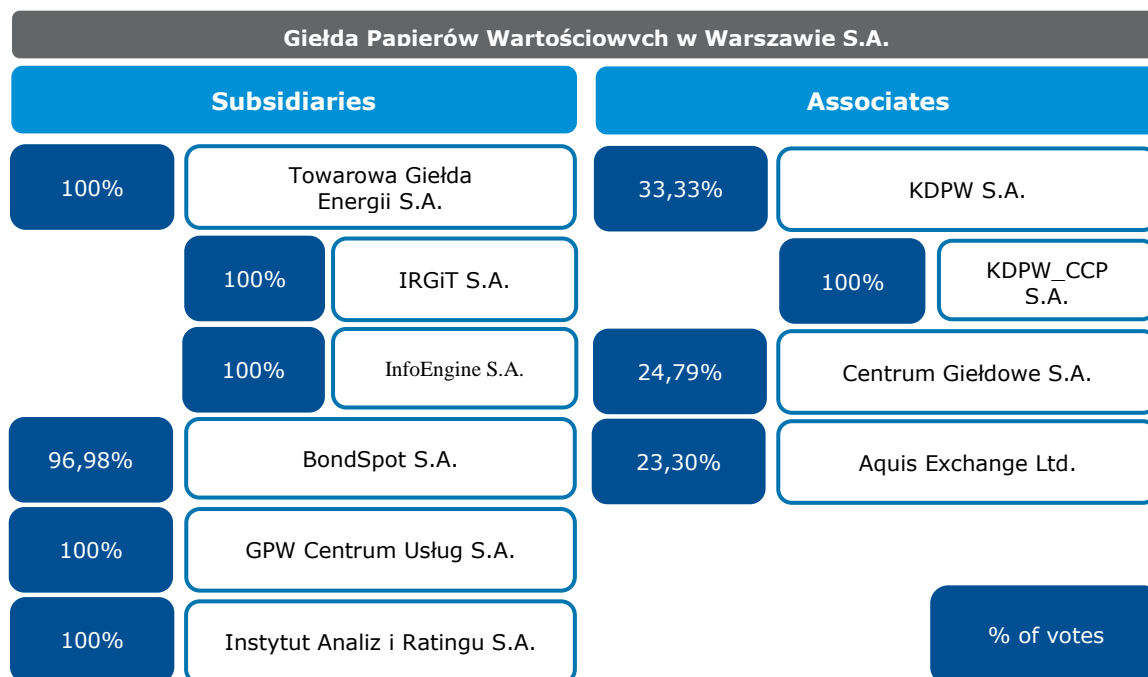 Giełda Papierów Wartościowych w Warszawie S.A.
Subsidiaries
100%
Towarowa Giełda
Energii S.A.
100%
IRGiT S.A.
100%
InfoEngine S.A.
96,98%
BondSpot S.A.
100%
GPW Centrum Usług S.A.
100%
Instytut Analiz i Ratingu S.A.
Associates
33,33%
KDPW S.A.
100%
KDPW_CCP
S.A.
24,79%
Centrum Giełdowe S.A.
23,30%
Aquis Exchange Ltd.
% of votes